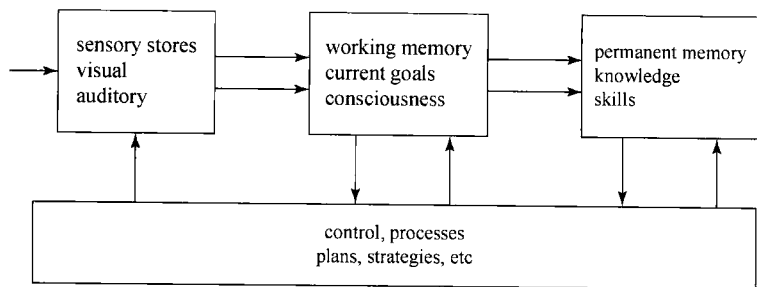 sensory stores
visual
auditory
working memory
current goals
consciousness
permanent memory
knowledge
skills
control, processes
plans, strategies, etc